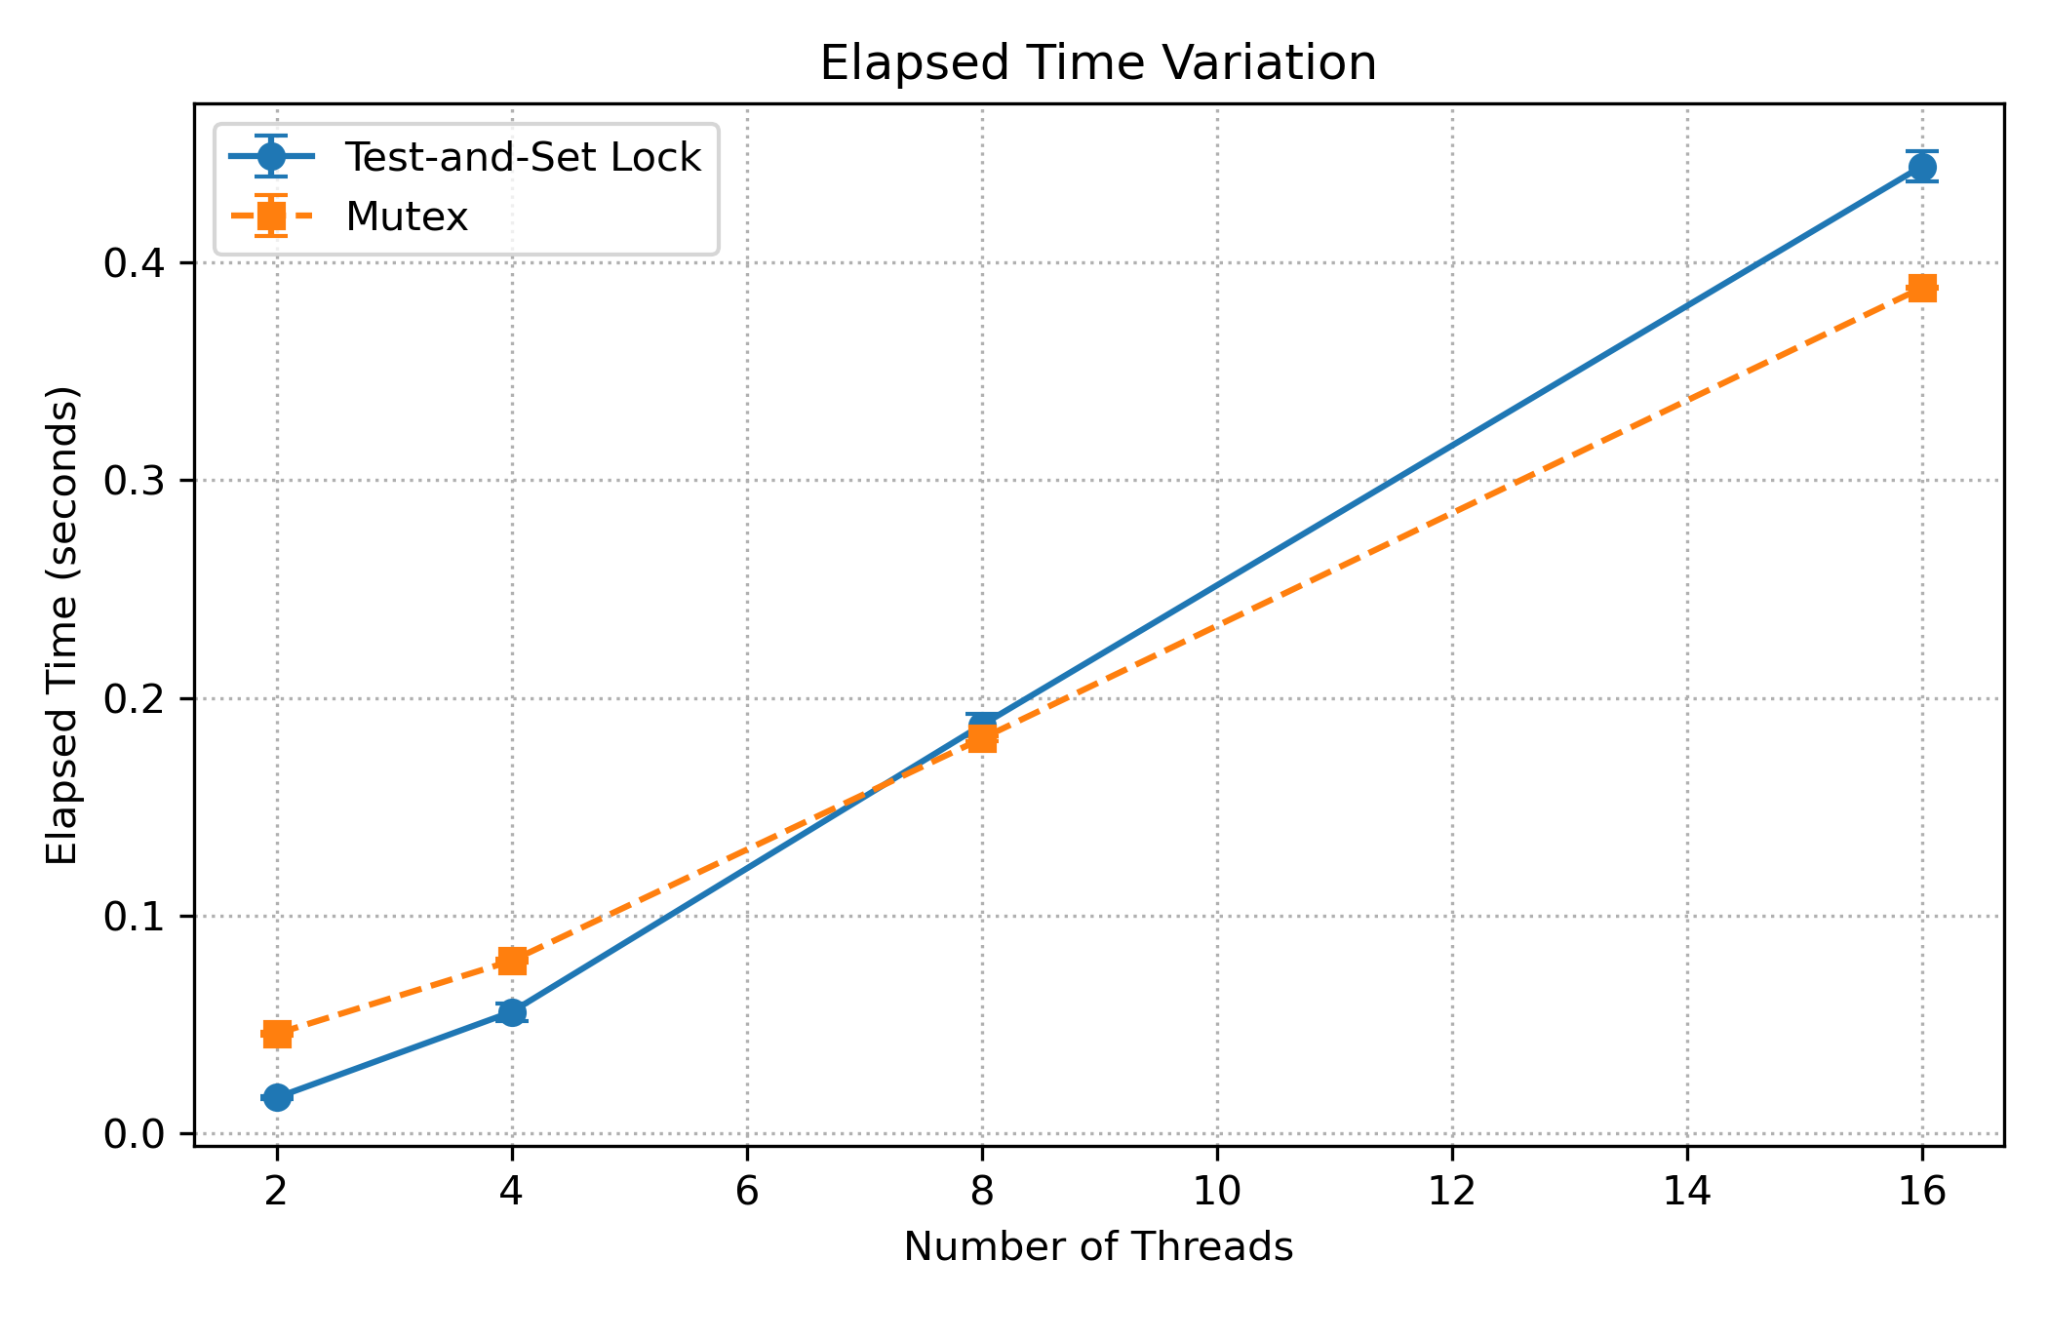 Elapsed Time Variation
Test-and-Set Lock
Mutex
Elapsed Time (seconds)
0.4
0.3
0.2
0.1
0.0
2 4 6 8 10 12 14 16
Number of Threads